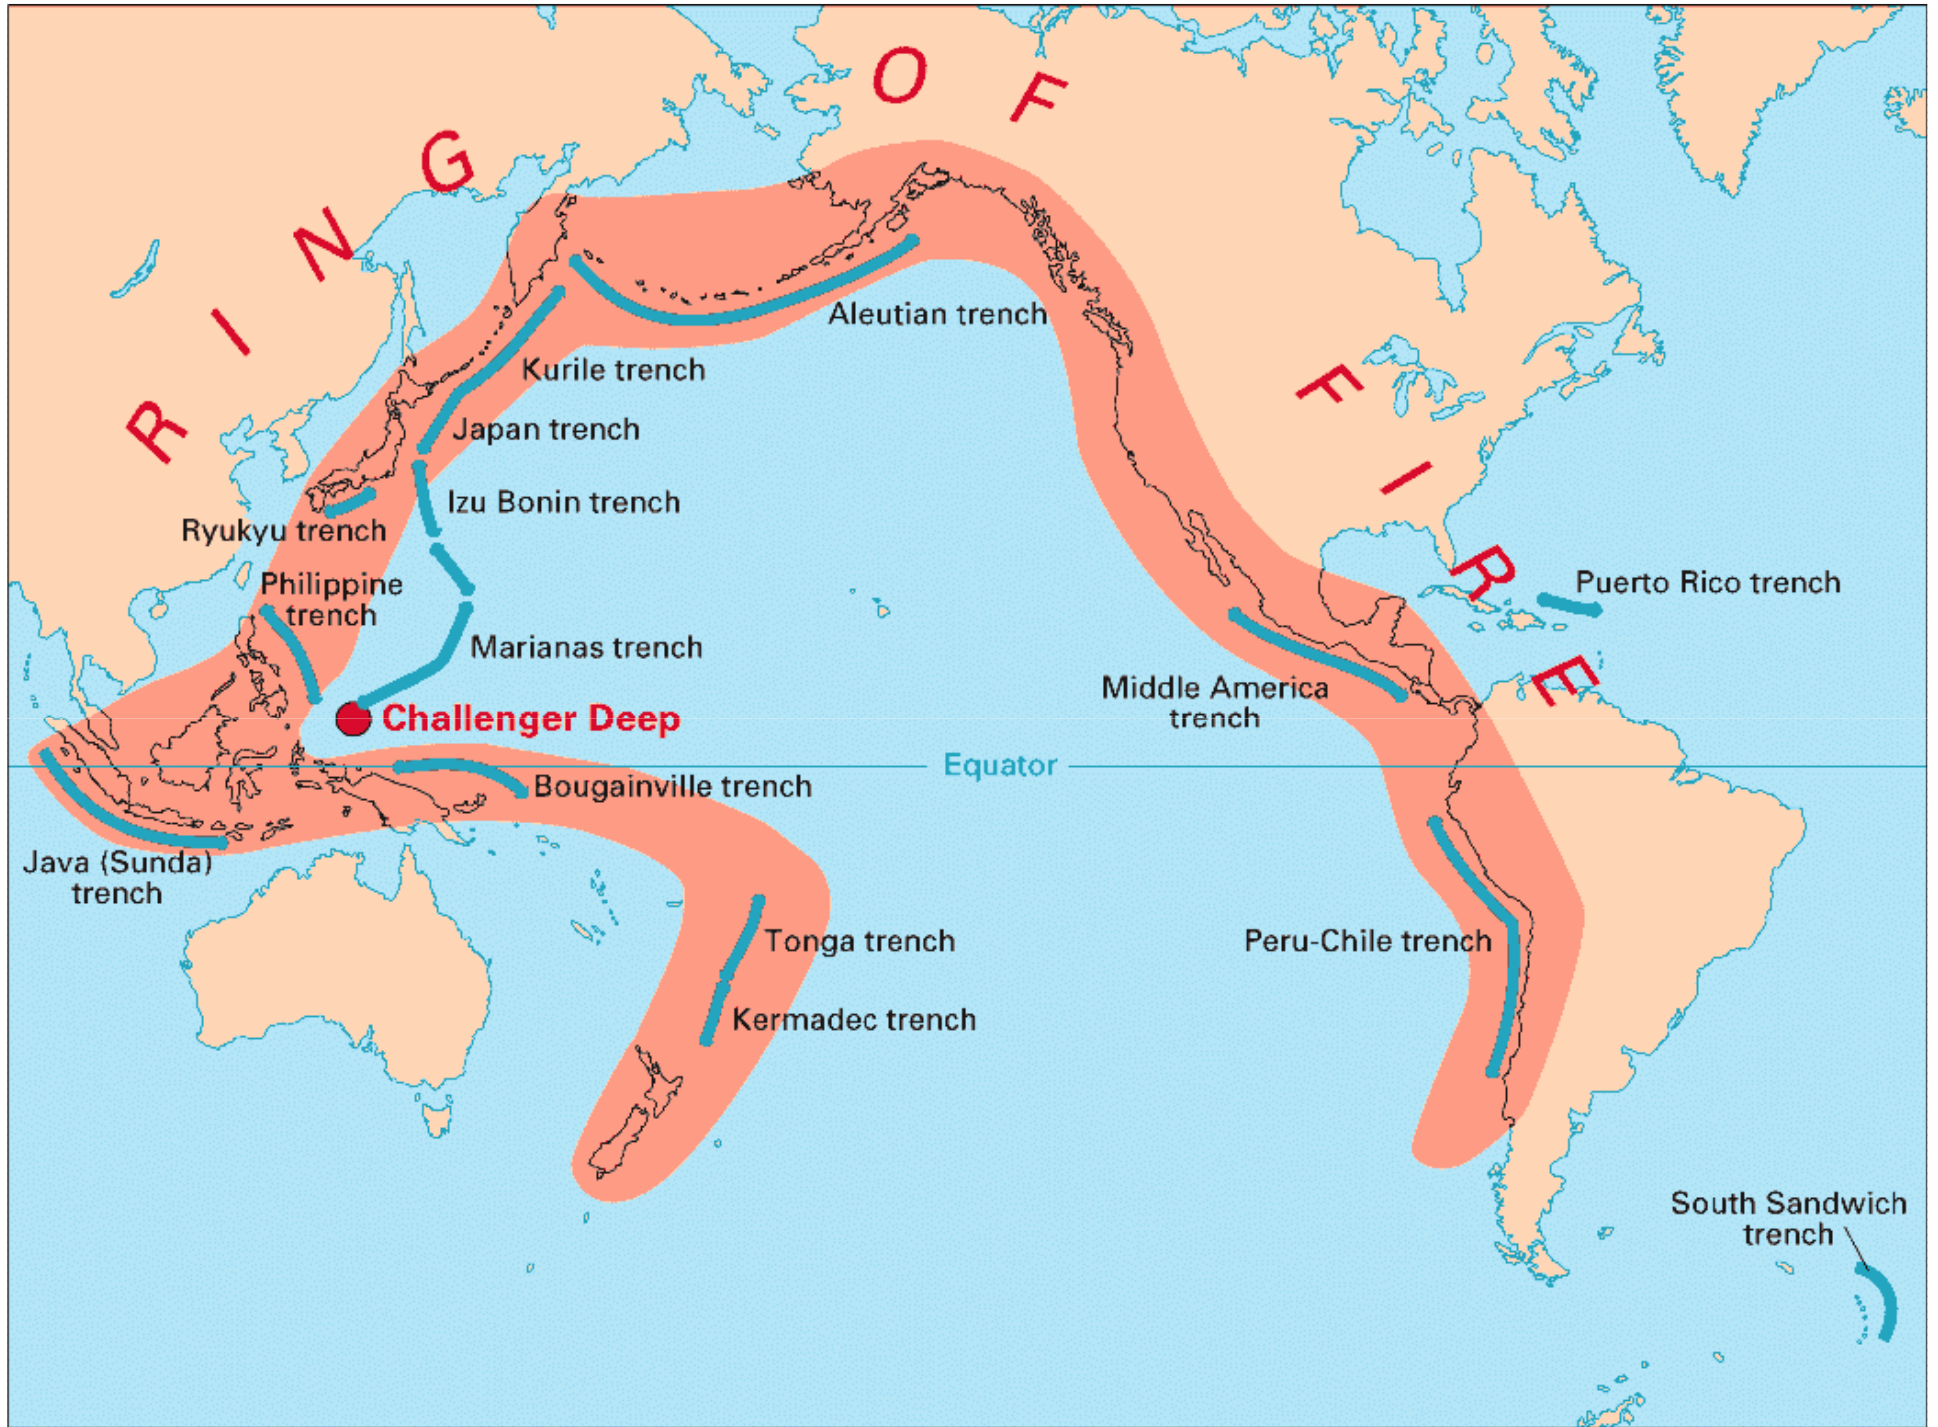 RING OF FIRE
Aleutian trench
Kurile trench
Japan trench
Izu Bonin trench
Ryukyu trench
Philippine
trench
Marianas trench
Challenger Deep
Puerto Rico trench
Middle America
trench
Equator
Bougainville trench
Java (Sunda)
trench
Tonga trench
Kermadec trench
Peru-Chile trench
South Sandwich
trench